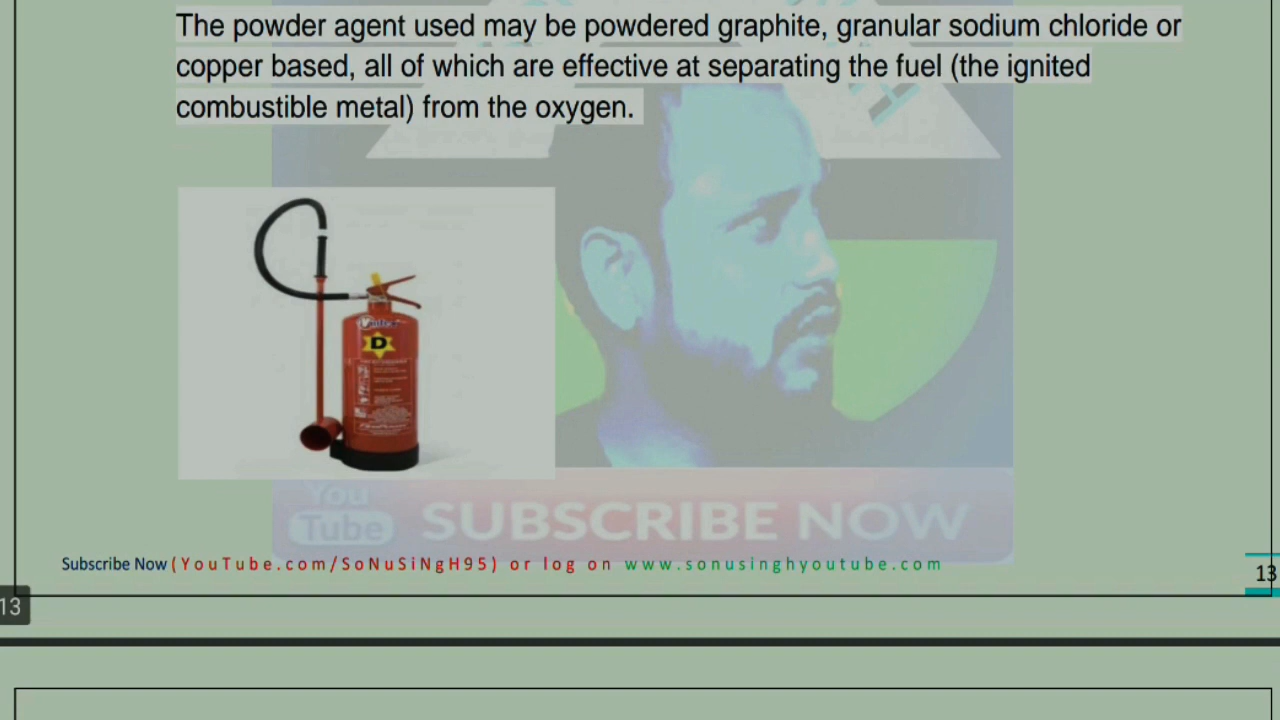 The powder agent used may be powdered graphite, granular sodium chloride or
copper based, all of which are effective at separating the fuel (the ignited
combustible metal) from the oxygen.
D
You
Tube
SUBSCRIBE NOW
Subscribe Now (YouTube.com/SoNuSiNgH95) or log on www.sonusinghyoutube.com
13
13